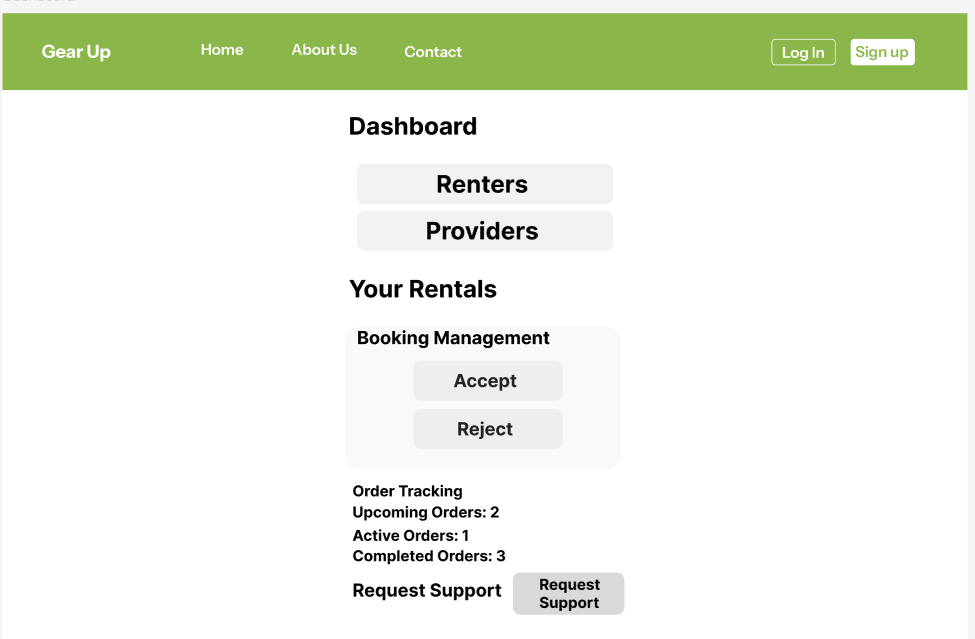 Dashboard
Gear Up Home About Us Contact Log In Sign up
Dashboard
Renters
Providers
Your Rentals
Booking Management
Accept
Reject
Order Tracking
Upcoming Orders: 2
Active Orders: 1
Completed Orders: 3
Request Support
Request
Support